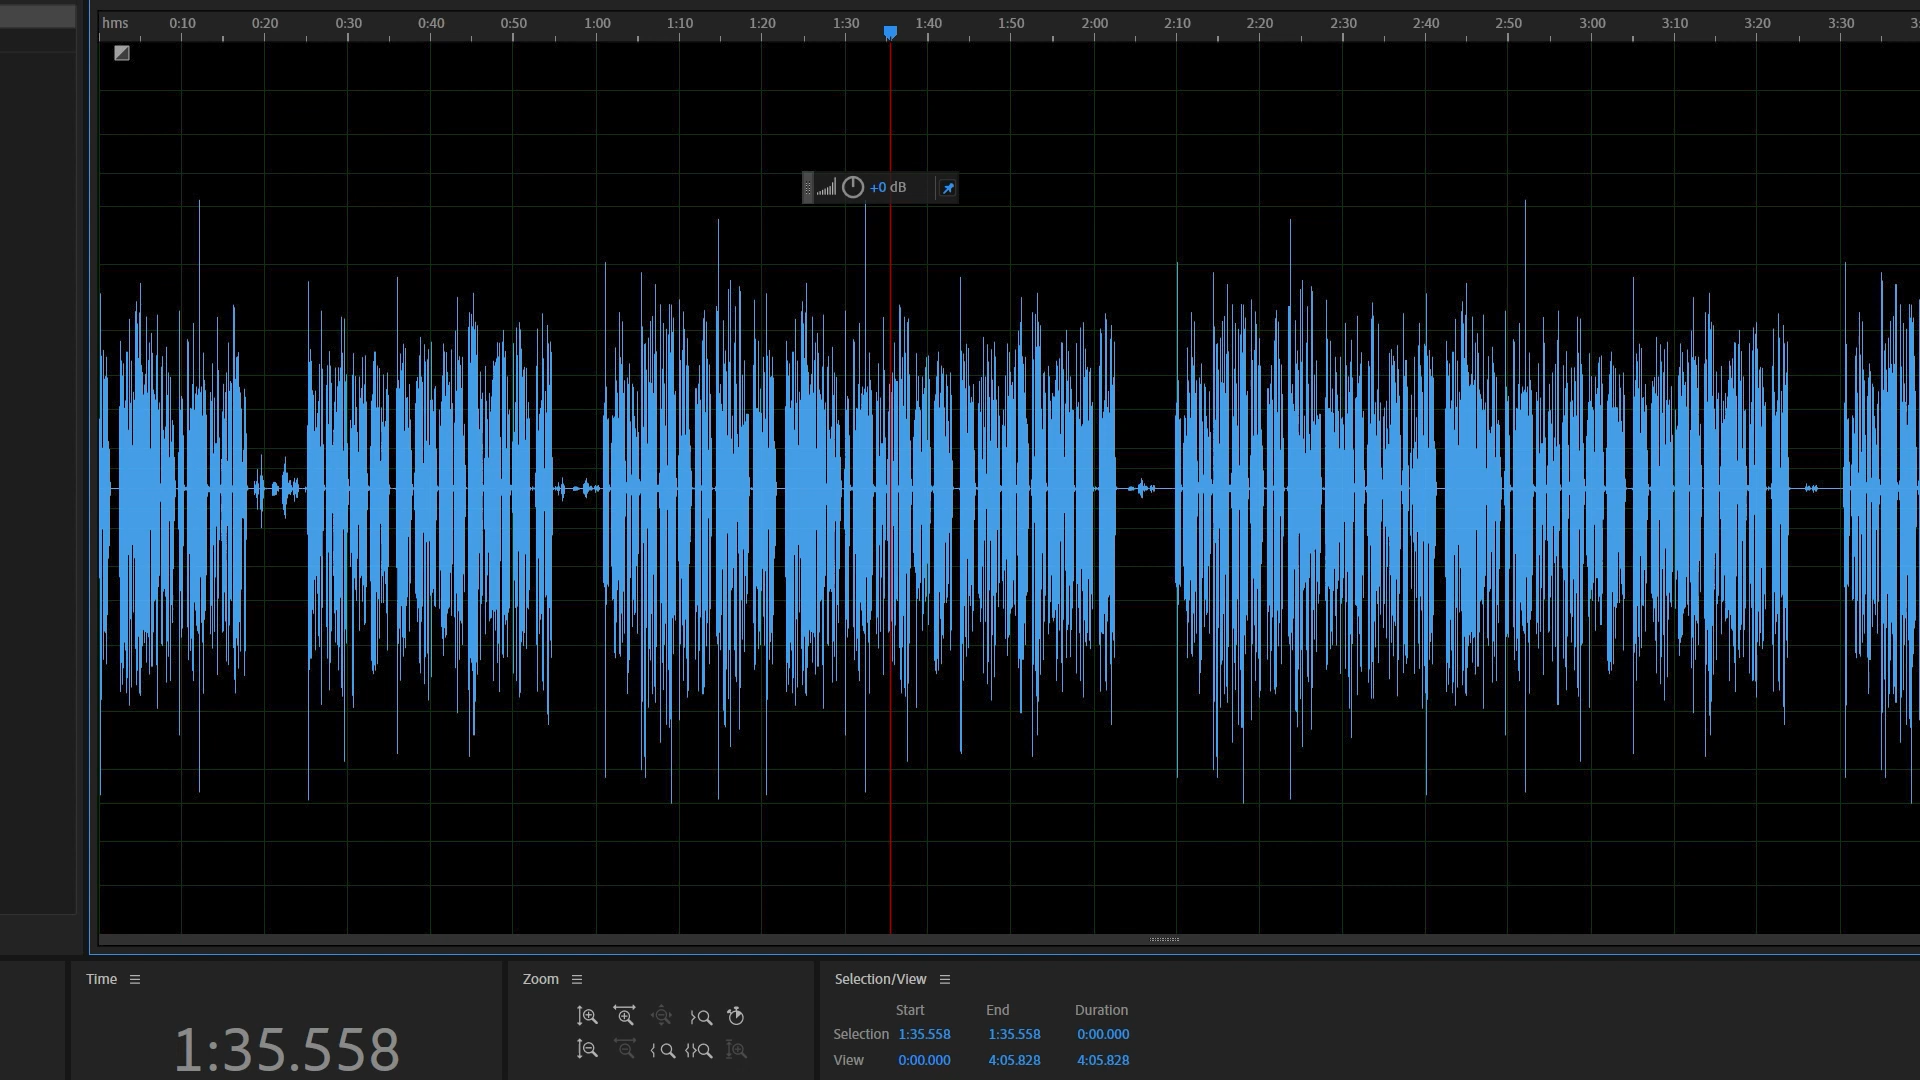 hms 0:10 0:20 0:30 0:40 0:50 1:00 1:10 1:20 1:30 1:40 1:50 2:00 2:10 2:20 2:30 2:40 2:50 3:00 3:10 3:20 3:30
+0 dB
Time
1:35.558
Zoom
Selection/View
Start End Duration
Selection 1:35.558 1:35.558 0:00.000
View 0:00.000 4:05.828 4:05.828